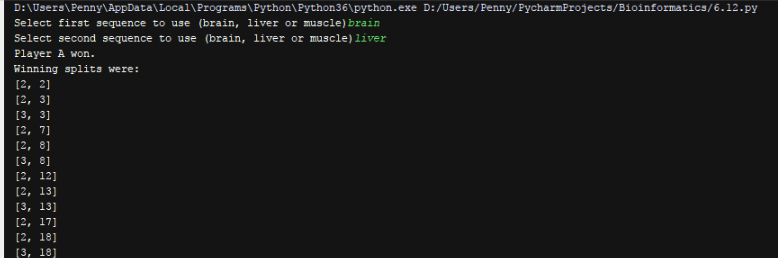 D:\Users\Penny\AppData\Local\Programs\Python\Python36\python.exe D:/Users/Penny/PycharmProjects/Bioinformatics/6.12.py
Select first sequence to use (brain, liver or muscle)brain
Select second sequence to use (brain, liver or muscle)liver
Player A won.
Winning splits were:
[2, 2]
[2, 3]
[3, 3]
[2, 7]
[2, 8]
[3, 8]
[2, 12]
[2, 13]
[3, 13]
[2, 17]
[2, 18]
[3, 18]